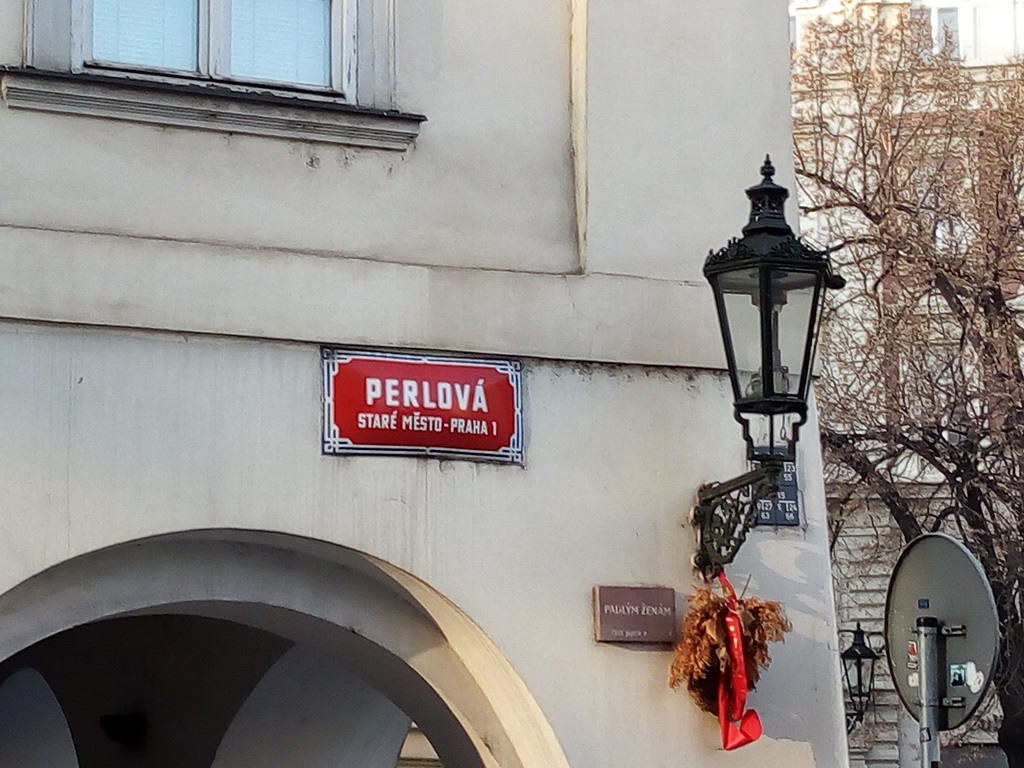 PERLOVÁ
STARÉ MĚSTO - PRAHA 1
PADLÝM ŽENÁM